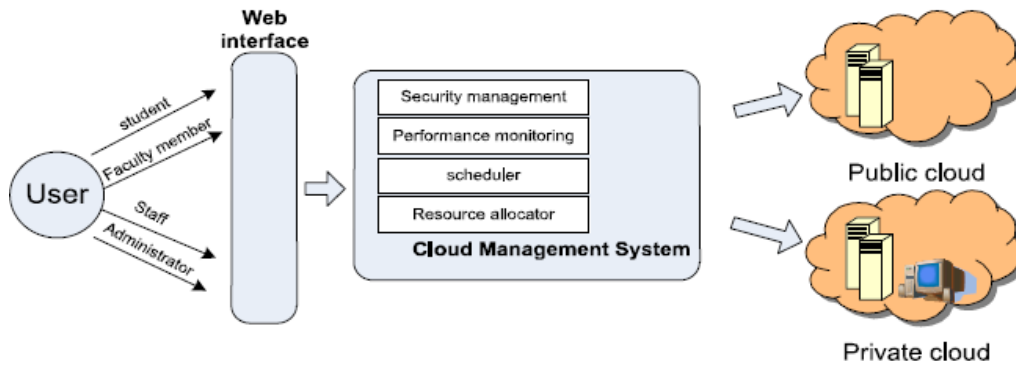 Web
interface
student
Faculty member
User
Staff
Administrator
Security management
Performance monitoring
scheduler
Resource allocator
Cloud Management System
Public cloud
Private cloud